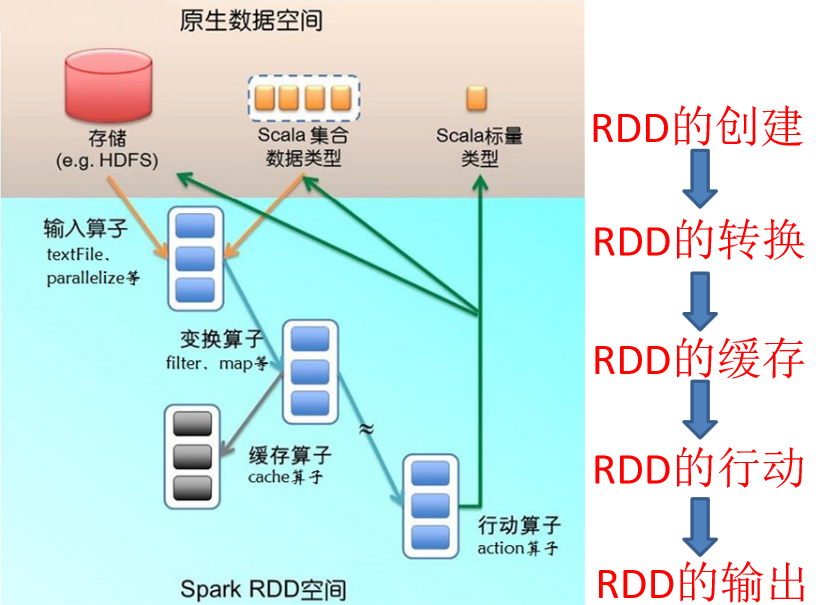 原生数据空间
存储
(e.g. HDFS)
Scala 集合
数据类型
Scala标量
类型
输入算子
textFile、
parallelize等
变换算子
filter、map等
缓存算子
cache算子
≈
行动算子
action算子
Spark RDD空间
RDD的创建
RDD的转换
RDD的缓存
RDD的行动
RDD的输出